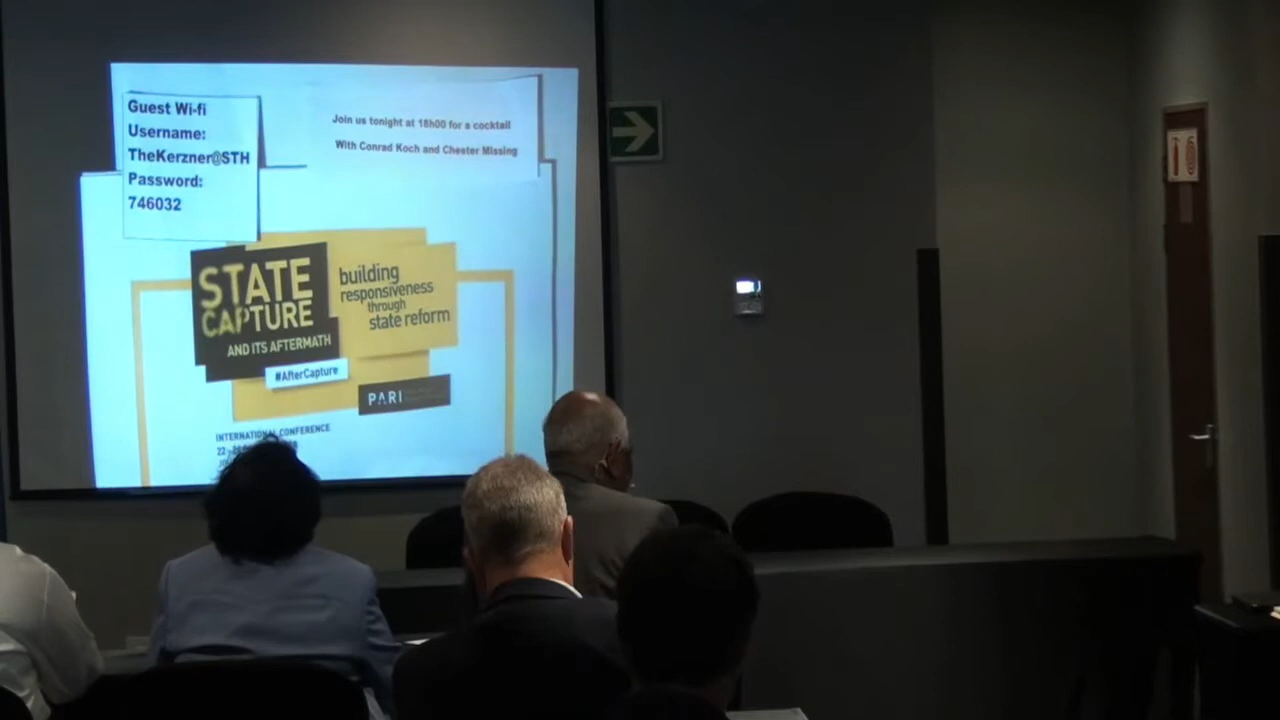 Guest Wi-fi
Username:
TheKerzner@STH
Password:
746032
Join us tonight at 18h00 for a cocktail
With Conrad Koch and Chester Missing
STATE
CAPTURE
AND ITS AFTERMATH
building
responsiveness
through
state reform
#AfterCapture
PARI
INTERNATIONAL CONFERENCE